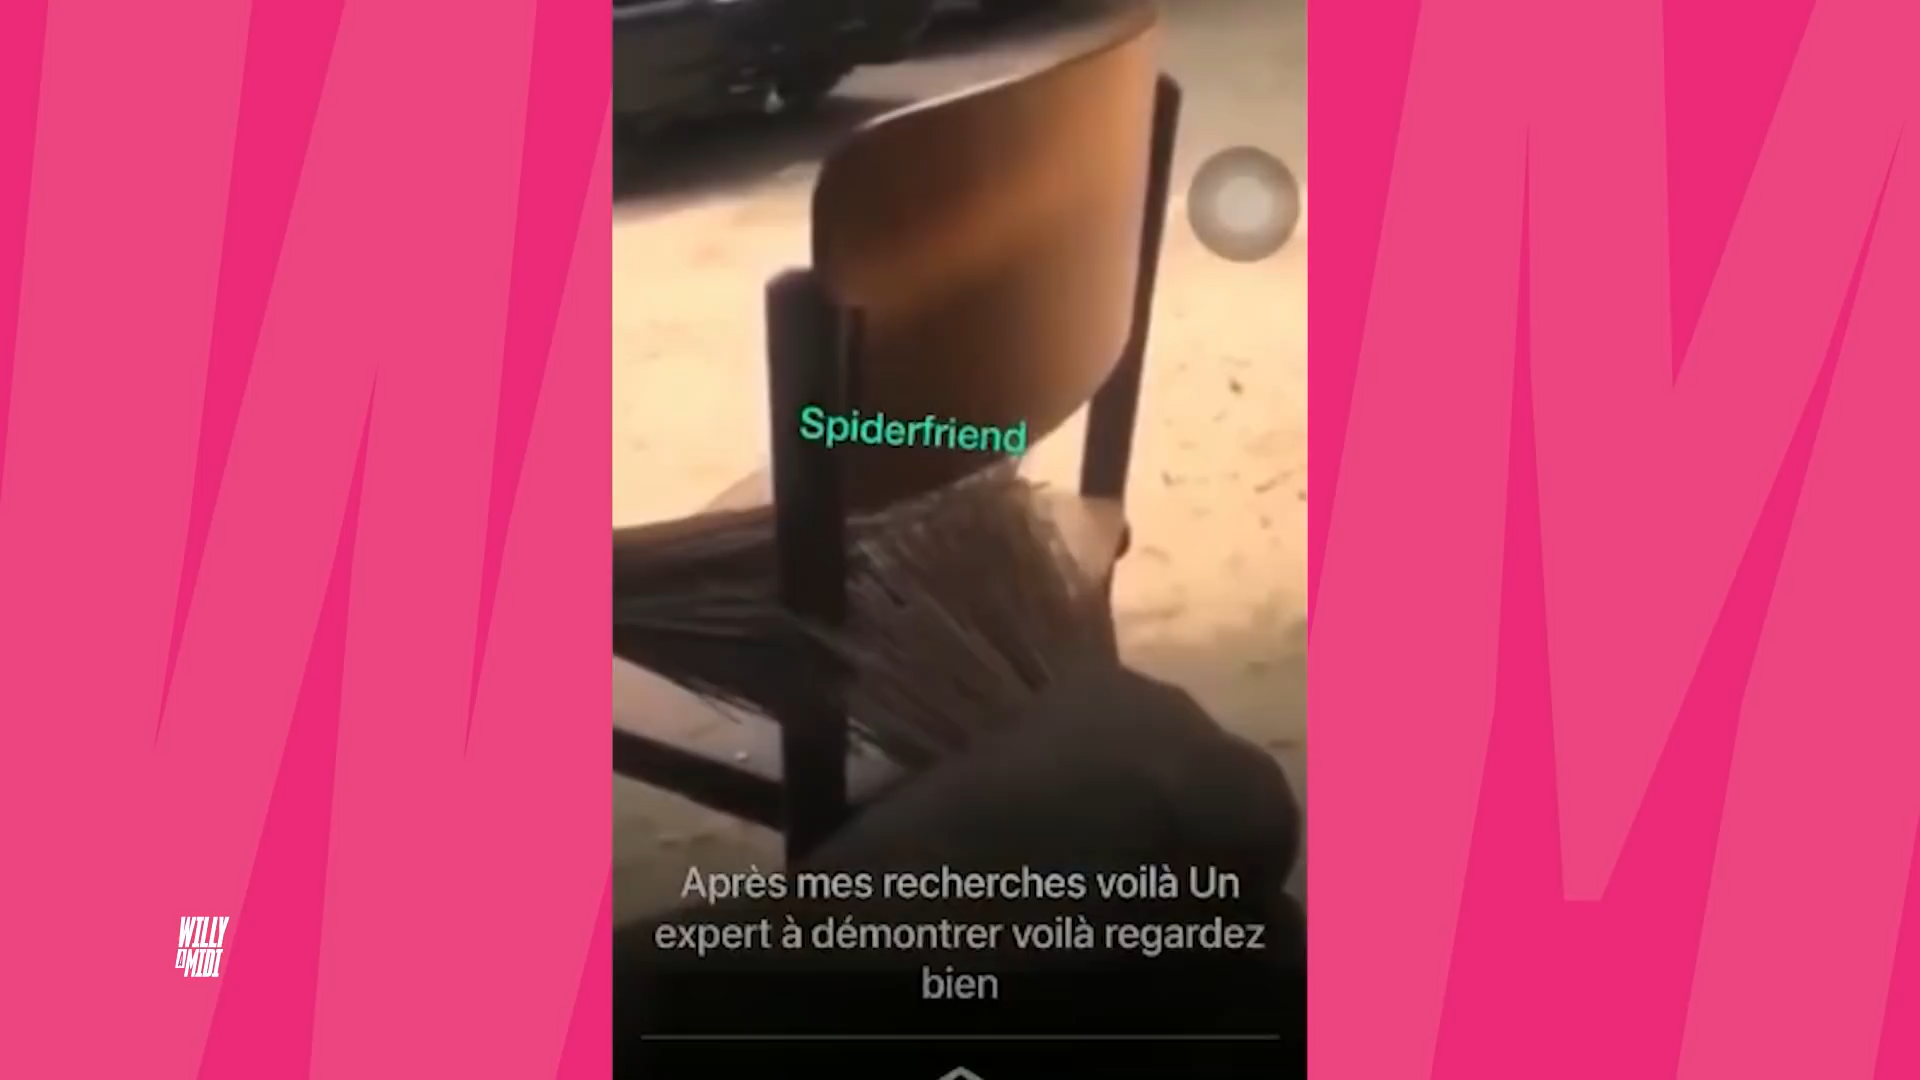 Spiderfriend
Après mes recherches voilà Un
expert à démontrer voilà regardez
bien
WILLY
À MIDI